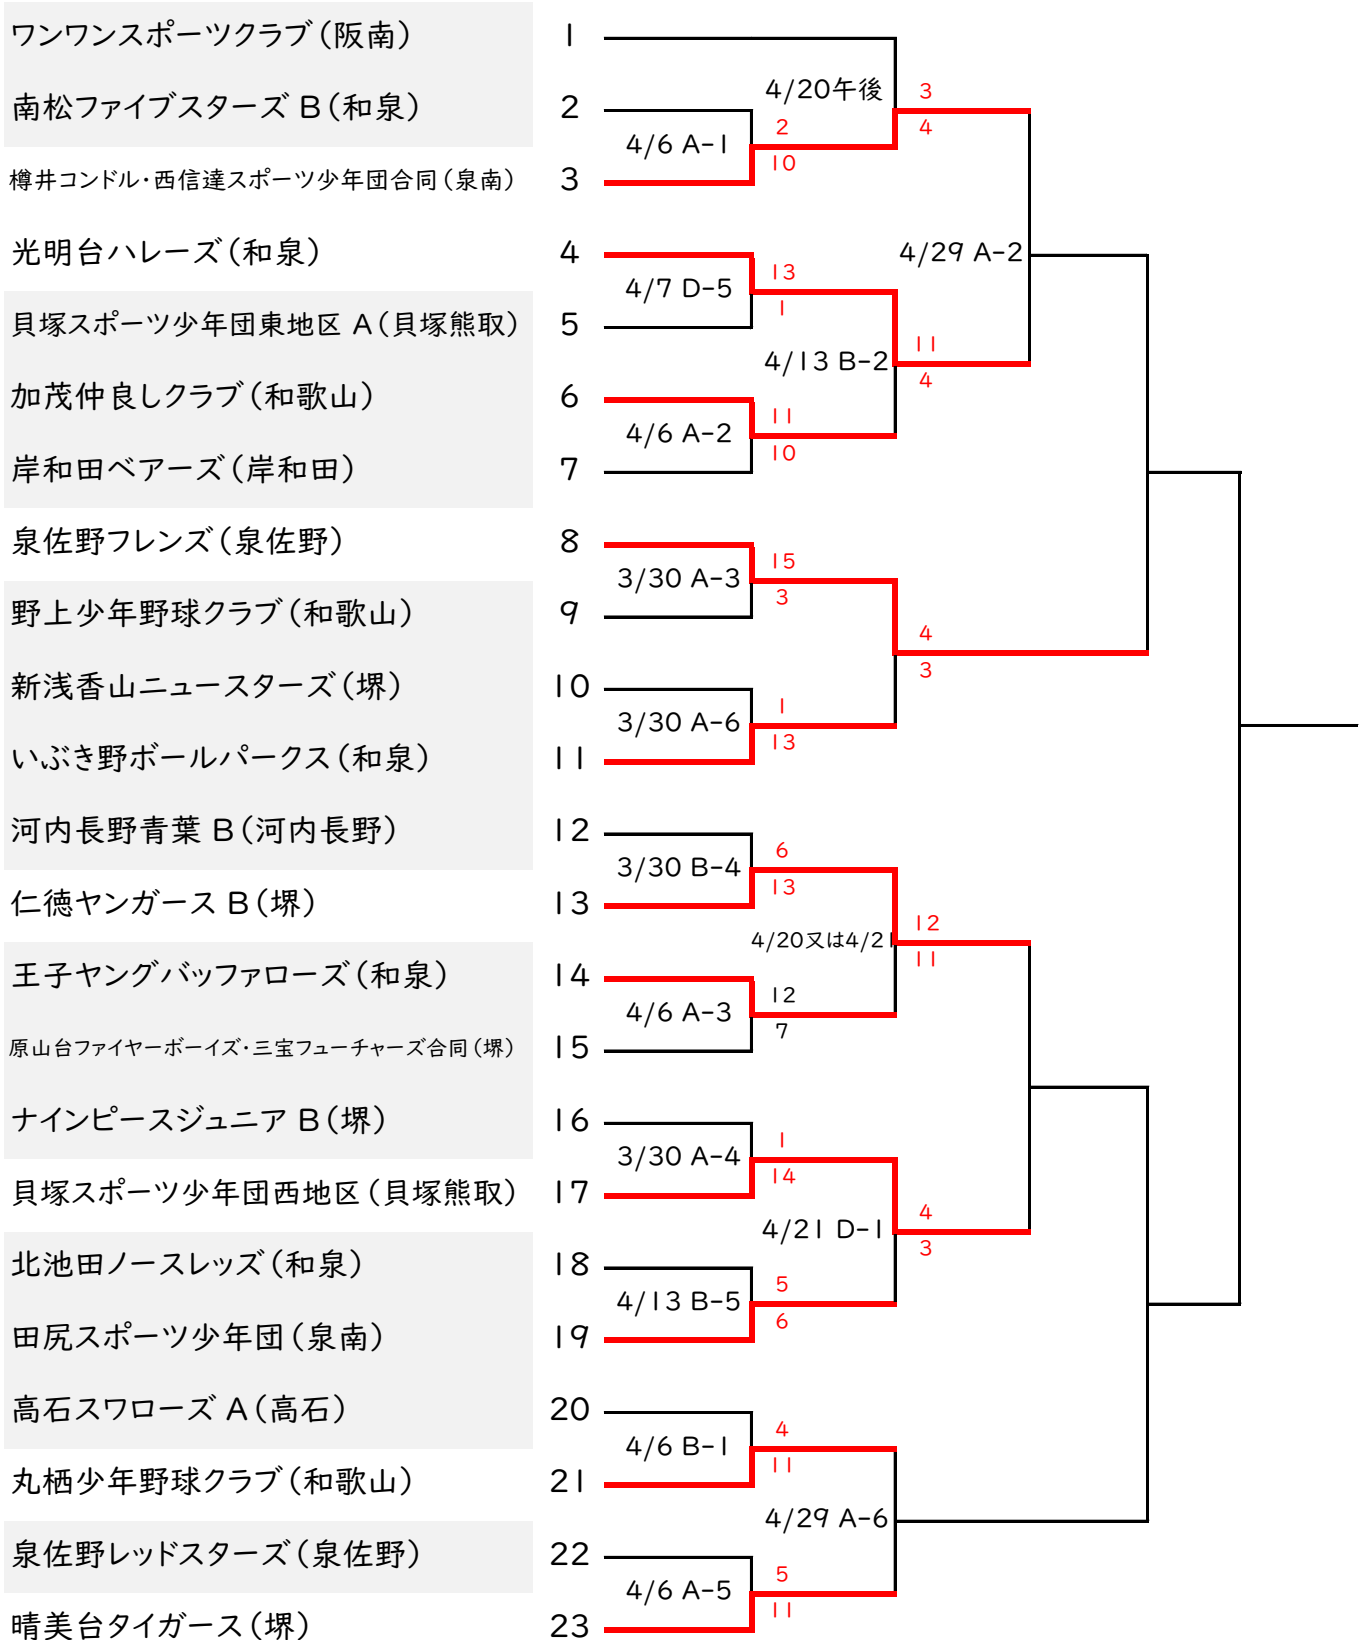 ワンワンスポーツクラブ(阪南) 1
4/20午後 3
南松ファイブスターズ B(和泉) 2
2 4
4/6 A-1
10
樽井コンドル・西信達スポーツ少年団合同(泉南) 3
光明台ハレーズ(和泉) 4
4/29 A-2
13
4/7 D-5
1
貝塚スポーツ少年団東地区 A(貝塚熊取) 5
11
4/13 B-2
4
加茂仲良しクラブ(和歌山) 6
11
4/6 A-2
10
岸和田ベアーズ(岸和田) 7
泉佐野フレンズ(泉佐野) 8
15
3/30 A-3
3
野上少年野球クラブ(和歌山) 9
4
3
新浅香山ニュースターズ(堺) 10
1
3/30 A-6
13
いぶき野ボールパークス(和泉) 11
河内長野青葉 B(河内長野) 12
6
3/30 B-4
13
仁徳ヤンガース B(堺) 13
12
4/20又は4/21
11
王子ヤングバッファローズ(和泉) 14
12
4/6 A-3
7
原山台ファイヤーボーイズ・三宝フューチャーズ合同(堺) 15
ナインピースジュニア B(堺) 16
1
3/30 A-4
14
貝塚スポーツ少年団西地区(貝塚熊取) 17
4
4/21 D-1
3
北池田ノースレッズ(和泉) 18
5
4/13 B-5
6
田尻スポーツ少年団(泉南) 19
高石スワローズ A(高石) 20
4
4/6 B-1
11
丸栖少年野球クラブ(和歌山) 21
4/29 A-6
泉佐野レッドスターズ(泉佐野) 22
5
4/6 A-5
11
晴美台タイガース(堺) 23